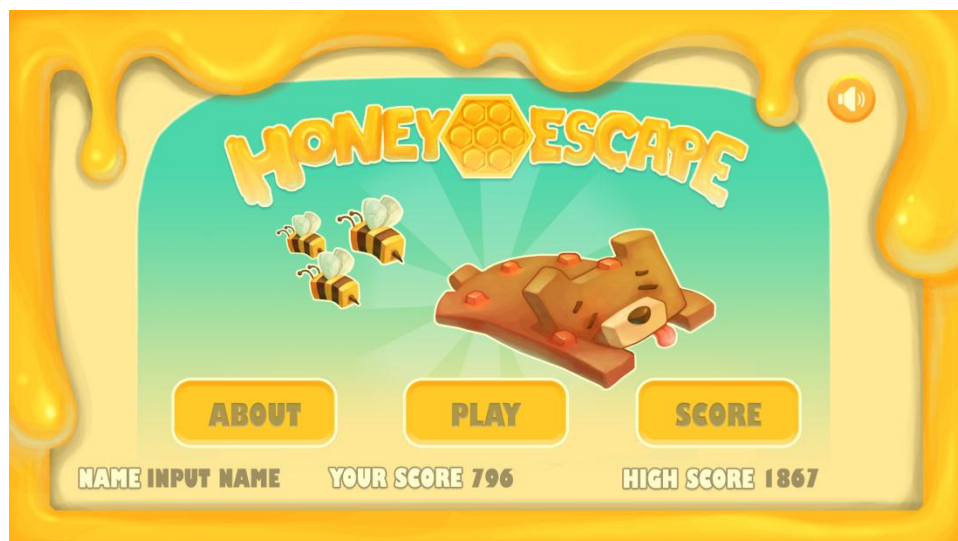 HONEY ESCAPE
ABOUT PLAY SCORE
NAME INPUT NAME YOUR SCORE 796 HIGH SCORE 1867